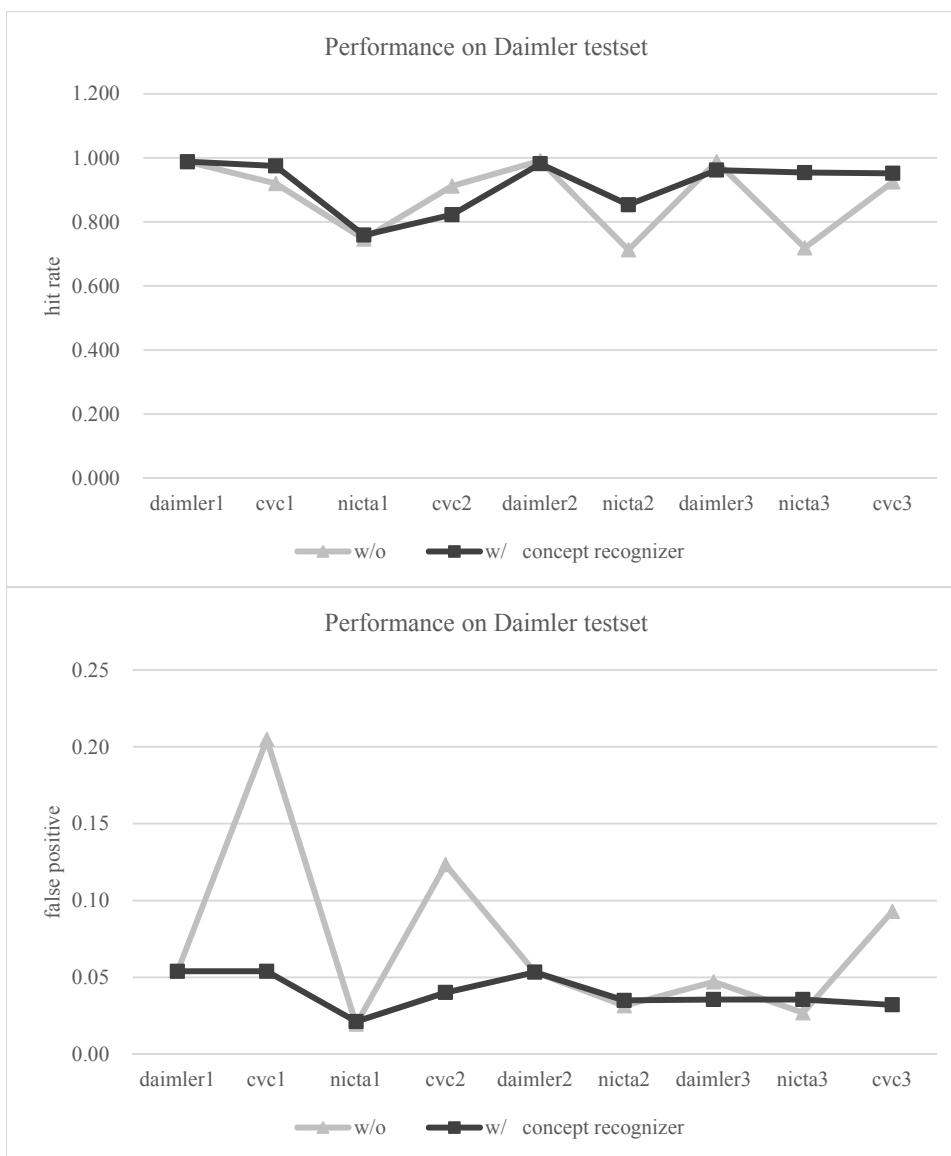 Performance on Daimler testset
1.200
1.000
0.800
0.600
0.400
0.200
0.000
hit rate
daimler1 cvc1 nicta1 cvc2 daimler2 nicta2 daimler3 nicta3 cvc3
w/o w/ concept recognizer
Performance on Daimler testset
0.25
0.20
0.15
0.10
0.05
0.00
false positive
daimler1 cvc1 nicta1 cvc2 daimler2 nicta2 daimler3 nicta3 cvc3
w/o w/ concept recognizer